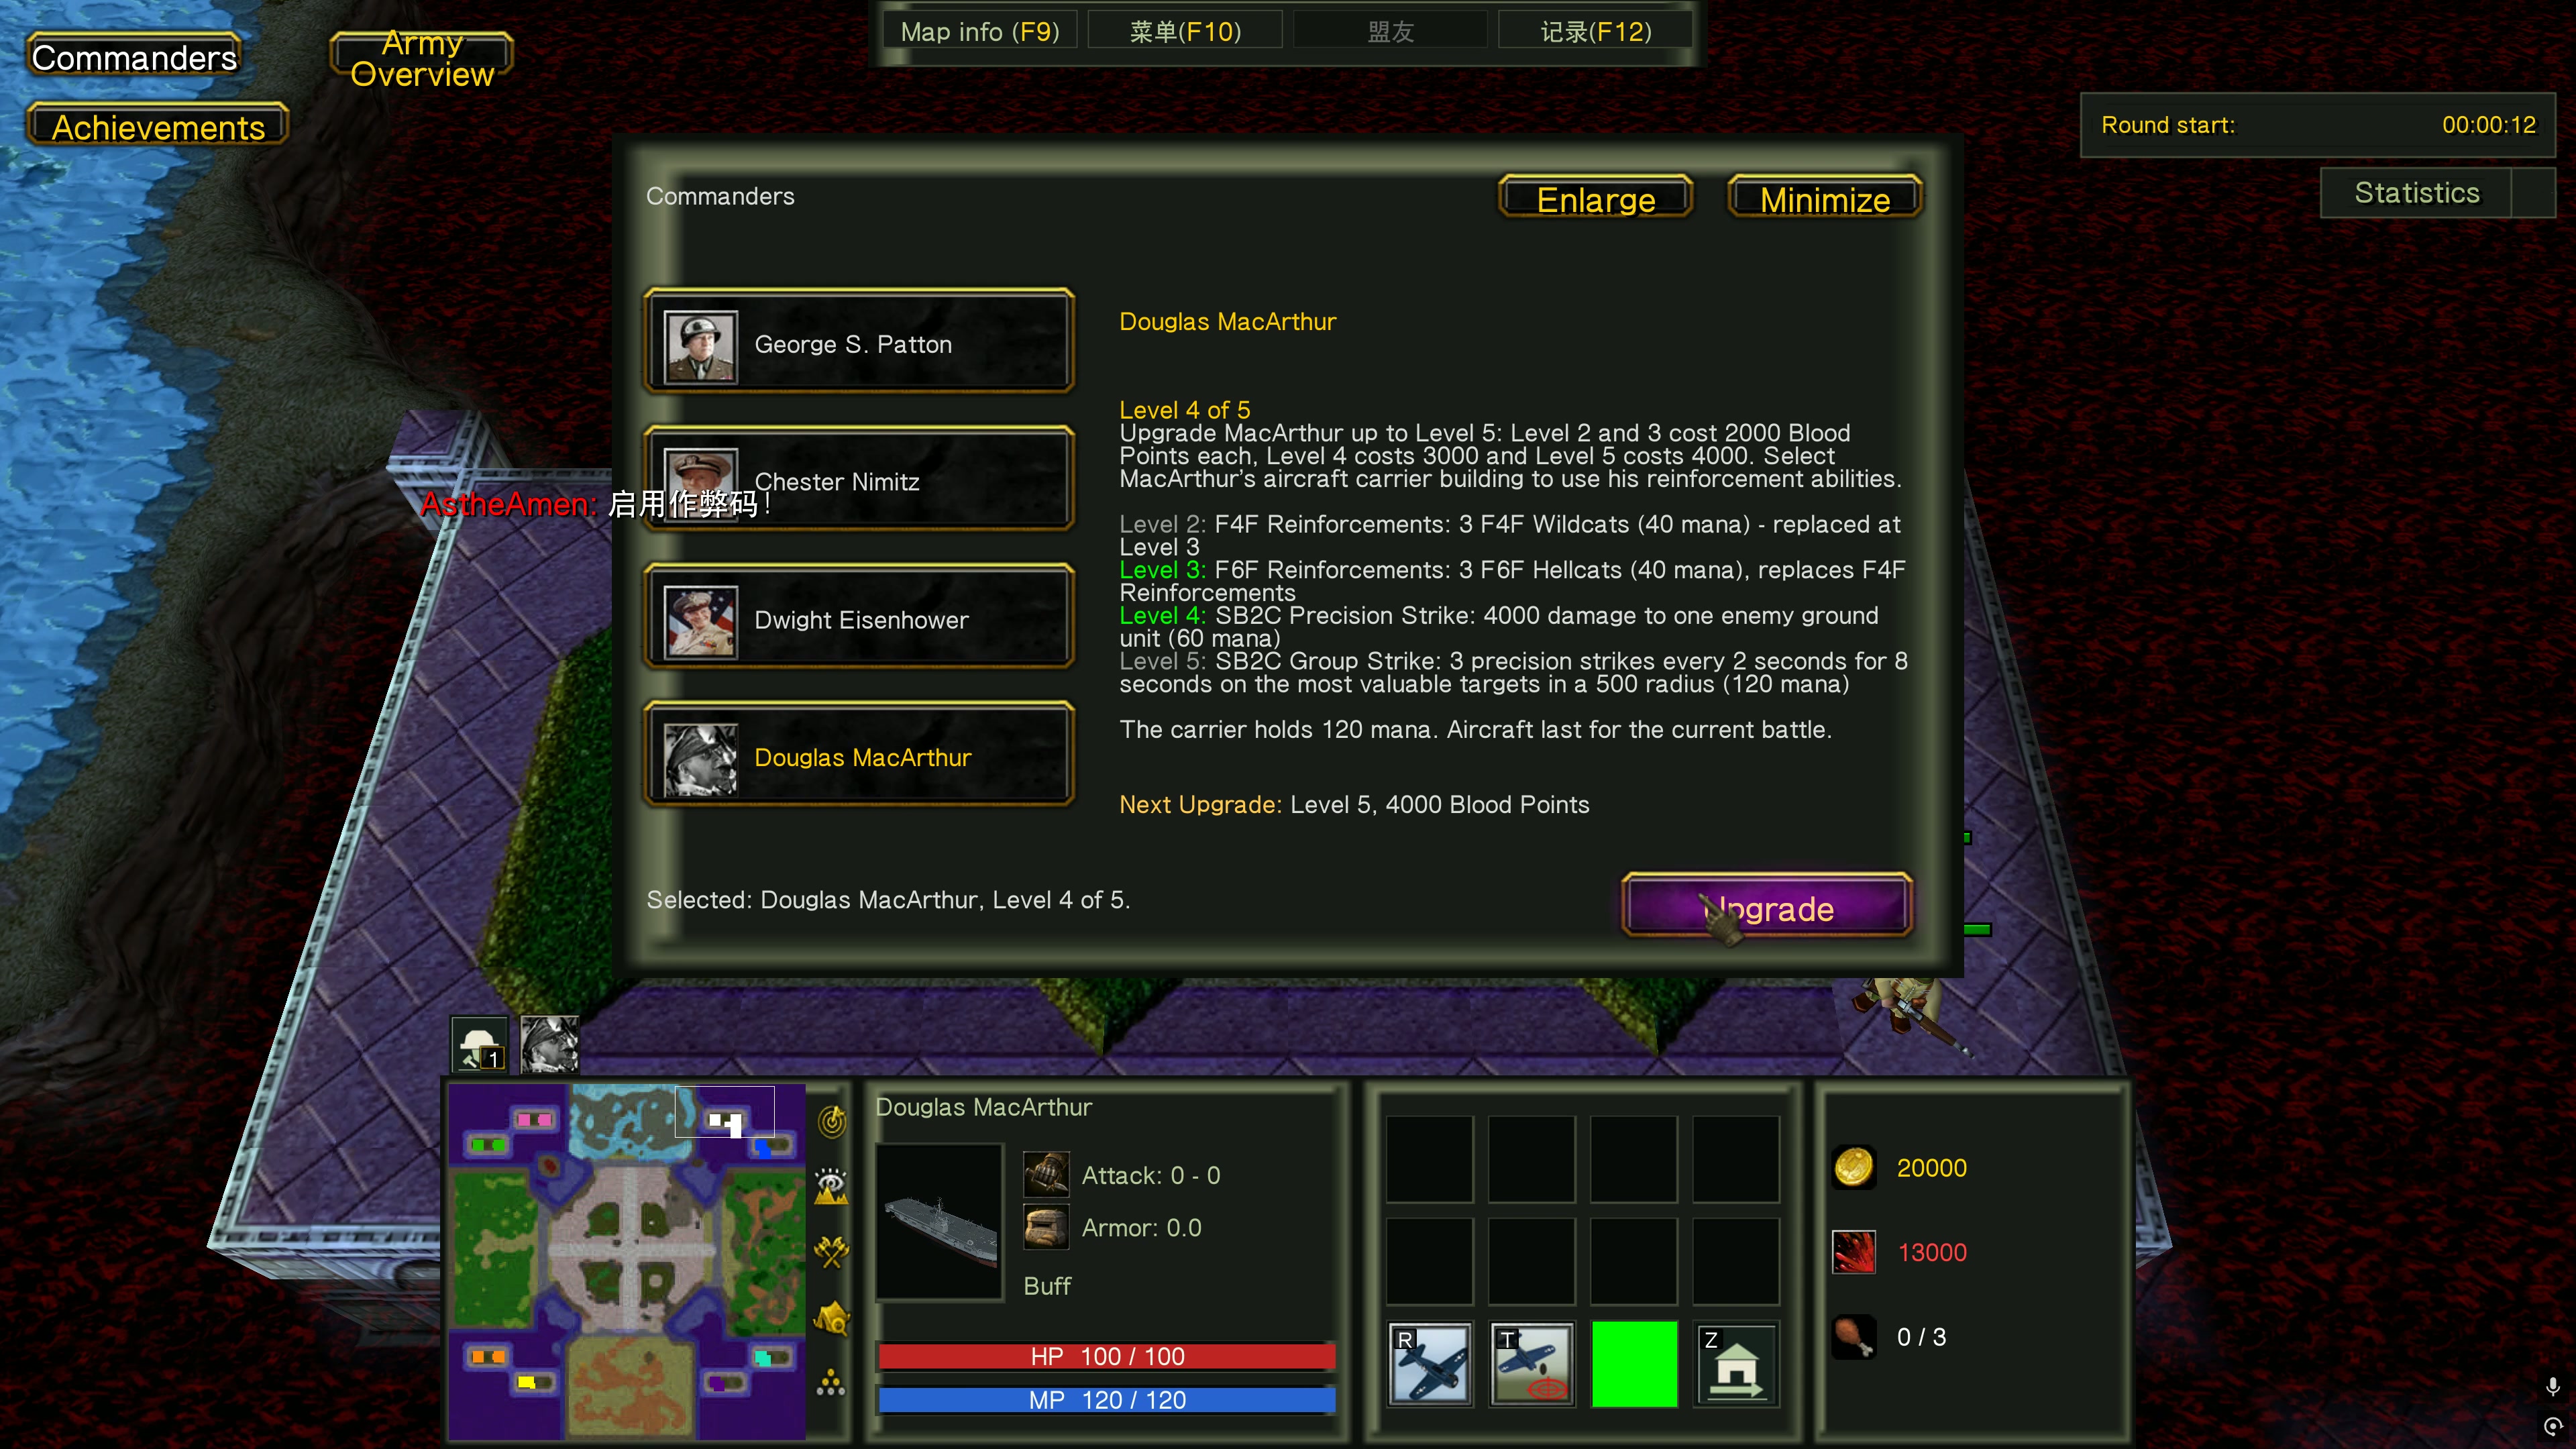 Map info (F9)
菜单(F10)
盟友
记录(F12)
Commanders
Army
Overview
Achievements
Round start:
00:00:12
Statistics
Commanders
Enlarge
Minimize
George S. Patton
Chester Nimitz
AstheAmen: 启用作弊码!
Dwight Eisenhower
Douglas MacArthur
Douglas MacArthur
Level 4 of 5
Upgrade MacArthur up to Level 5: Level 2 and 3 cost 2000 Blood
Points each, Level 4 costs 3000 and Level 5 costs 4000. Select
MacArthur's aircraft carrier building to use his reinforcement abilities.
Level 2: F4F Reinforcements: 3 F4F Wildcats (40 mana) - replaced at
Level 3
Level 3: F6F Reinforcements: 3 F6F Hellcats (40 mana), replaces F4F
Reinforcements
Level 4: SB2C Precision Strike: 4000 damage to one enemy ground
unit (60 mana)
Level 5: SB2C Group Strike: 3 precision strikes every 2 seconds for 8
seconds on the most valuable targets in a 500 radius (120 mana)
The carrier holds 120 mana. Aircraft last for the current battle.
Next Upgrade: Level 5, 4000 Blood Points
Selected: Douglas MacArthur, Level 4 of 5.
Upgrade
1
Douglas MacArthur
Attack: 0 - 0
Armor: 0.0
Buff
HP 100 / 100
MP 120 / 120
R
T
Z
20000
13000
0 / 3